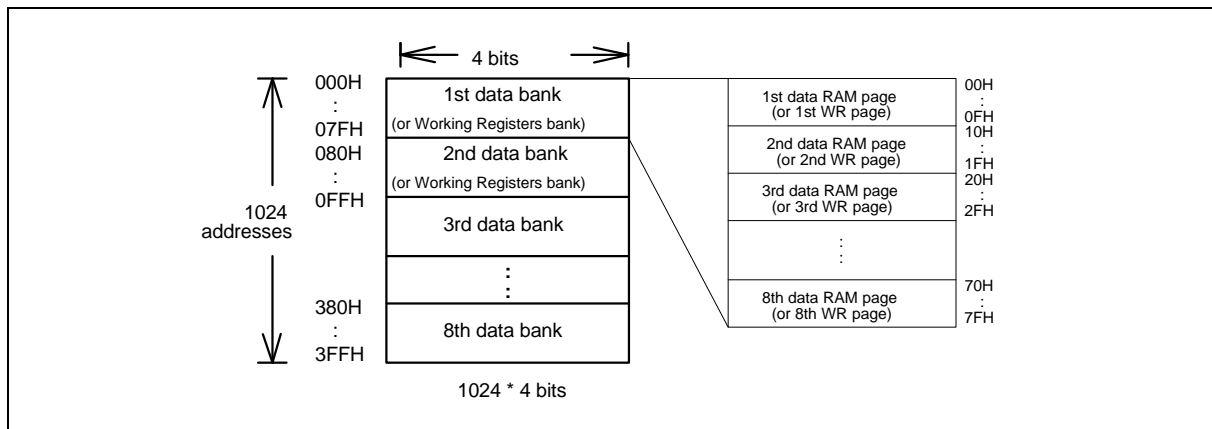 4 bits
000H
:
07FH
080H
:
0FFH
380H
:
3FFH
1024
addresses
1st data bank
(or Working Registers bank)
2nd data bank
(or Working Registers bank)
3rd data bank
:
:
8th data bank
1024 * 4 bits
1st data RAM page
(or 1st WR page)
2nd data RAM page
(or 2nd WR page)
3rd data RAM page
(or 3rd WR page)
:
:
8th data RAM page
(or 8th WR page)
00H
:
0FH
10H
:
1FH
20H
:
2FH
70H
:
7FH